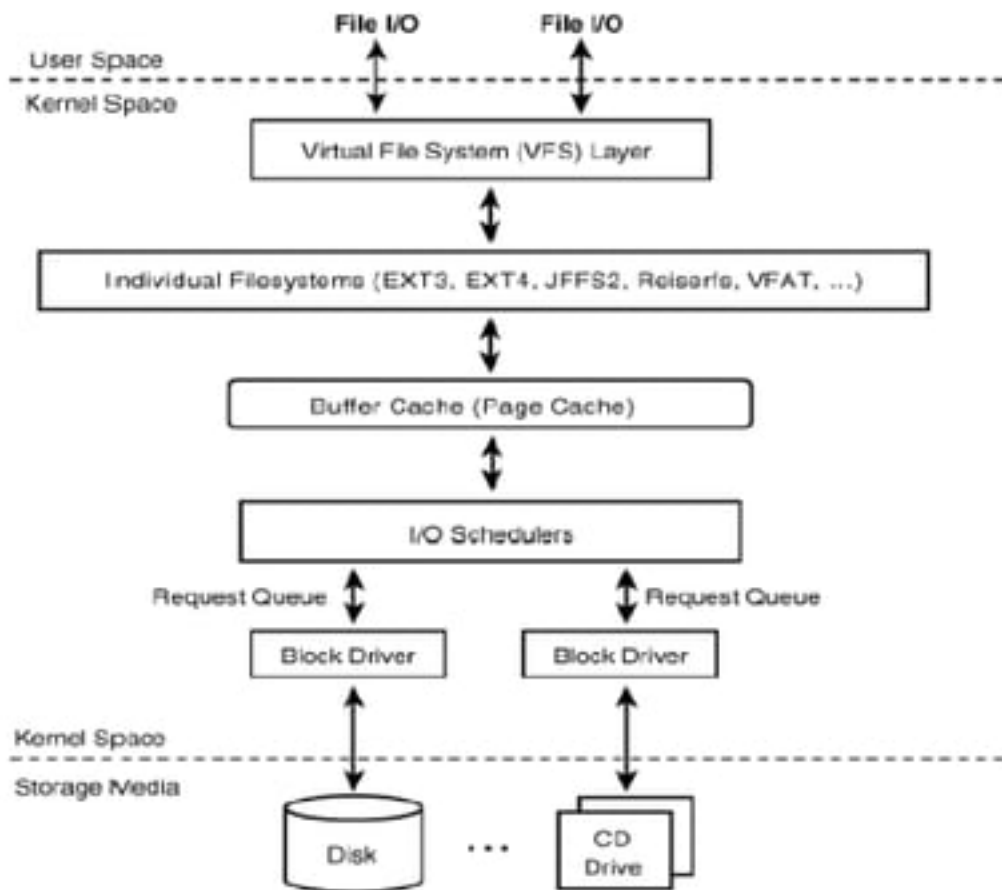 File I/O File I/O
User Space
Kernel Space
Virtual File System (VFS) Layer
Individual Filesystems (EXT3, EXT4, JFFS2, Reiserfs, VFAT, ...)
Buffer Cache (Page Cache)
I/O Schedulers
Request Queue Request Queue
Block Driver Block Driver
Kernel Space
Storage Media
Disk ... CD
Drive